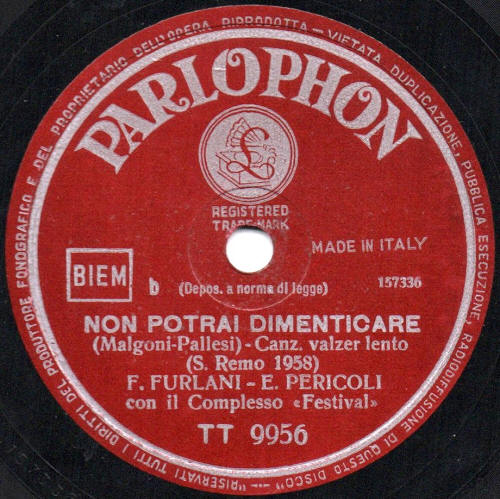 "RISERVATI TUTTI I DIRITTI DEL PRODUTTORE FONOGRAFICO E DEL PROPRIETARIO DELL'OPERA RIPRODOTTA - VIETATA DUPLICAZIONE, PUBBLICA ESECUZIONE, RADIODIFFUSIONE DI QUESTO DISCO"
PARLOPHON
£
REGISTERED
TRADE-MARK
MADE IN ITALY
BIEM
b
(Depos. a norma di legge)
157336
NON POTRAI DIMENTICARE
(Malgoni-Pallesi) - Canz. valzer lento
(S. Remo 1958)
F. FURLANI - E. PERICOLI
con il Complesso «Festival»
TT 9956